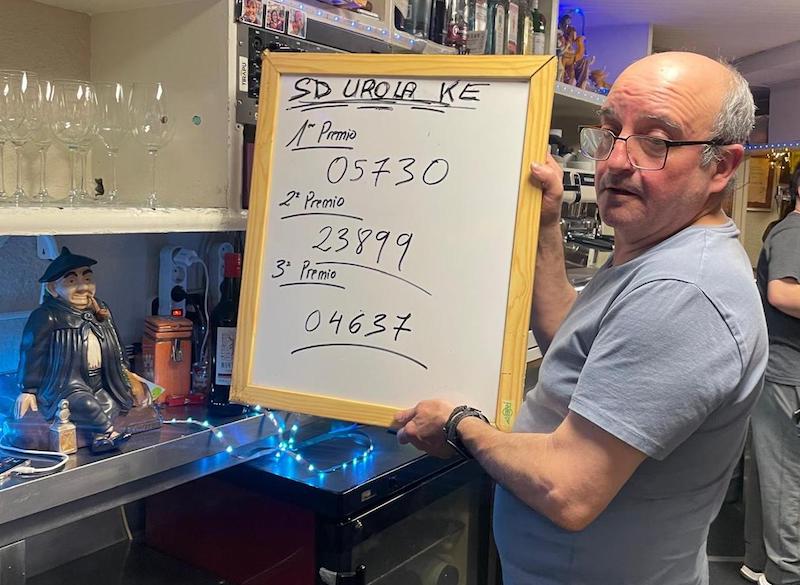 SD UROLA KE
1er Premio
05730
2º Premio
23899
3º Premio
04637